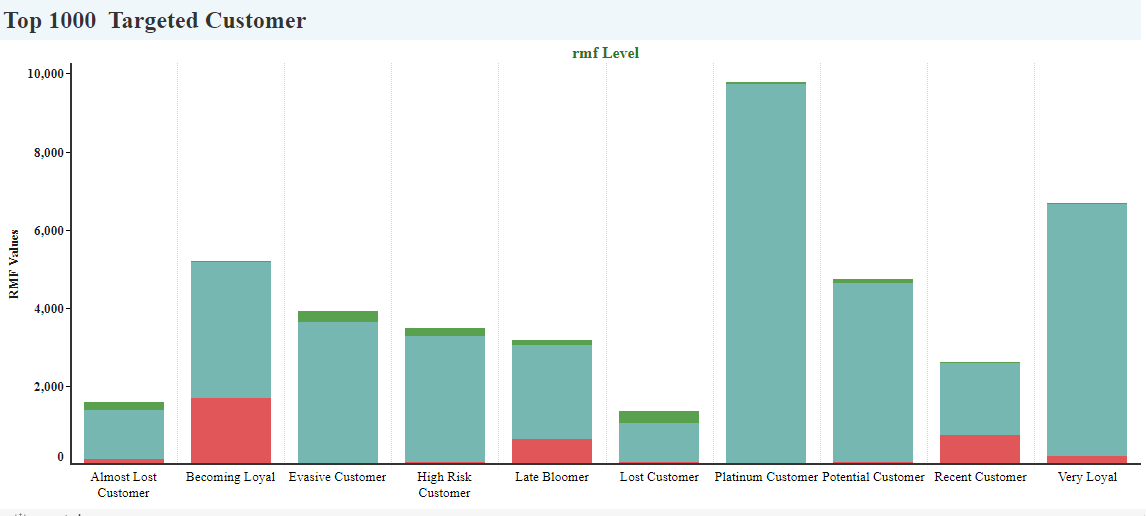 Top 1000  Targeted Customer
rmf Level
RMF Values
10,000
8,000
6,000
4,000
2,000
0
Almost Lost
Customer
Becoming Loyal
Evasive Customer
High Risk
Customer
Late Bloomer
Lost Customer
Platinum Customer
Potential Customer
Recent Customer
Very Loyal